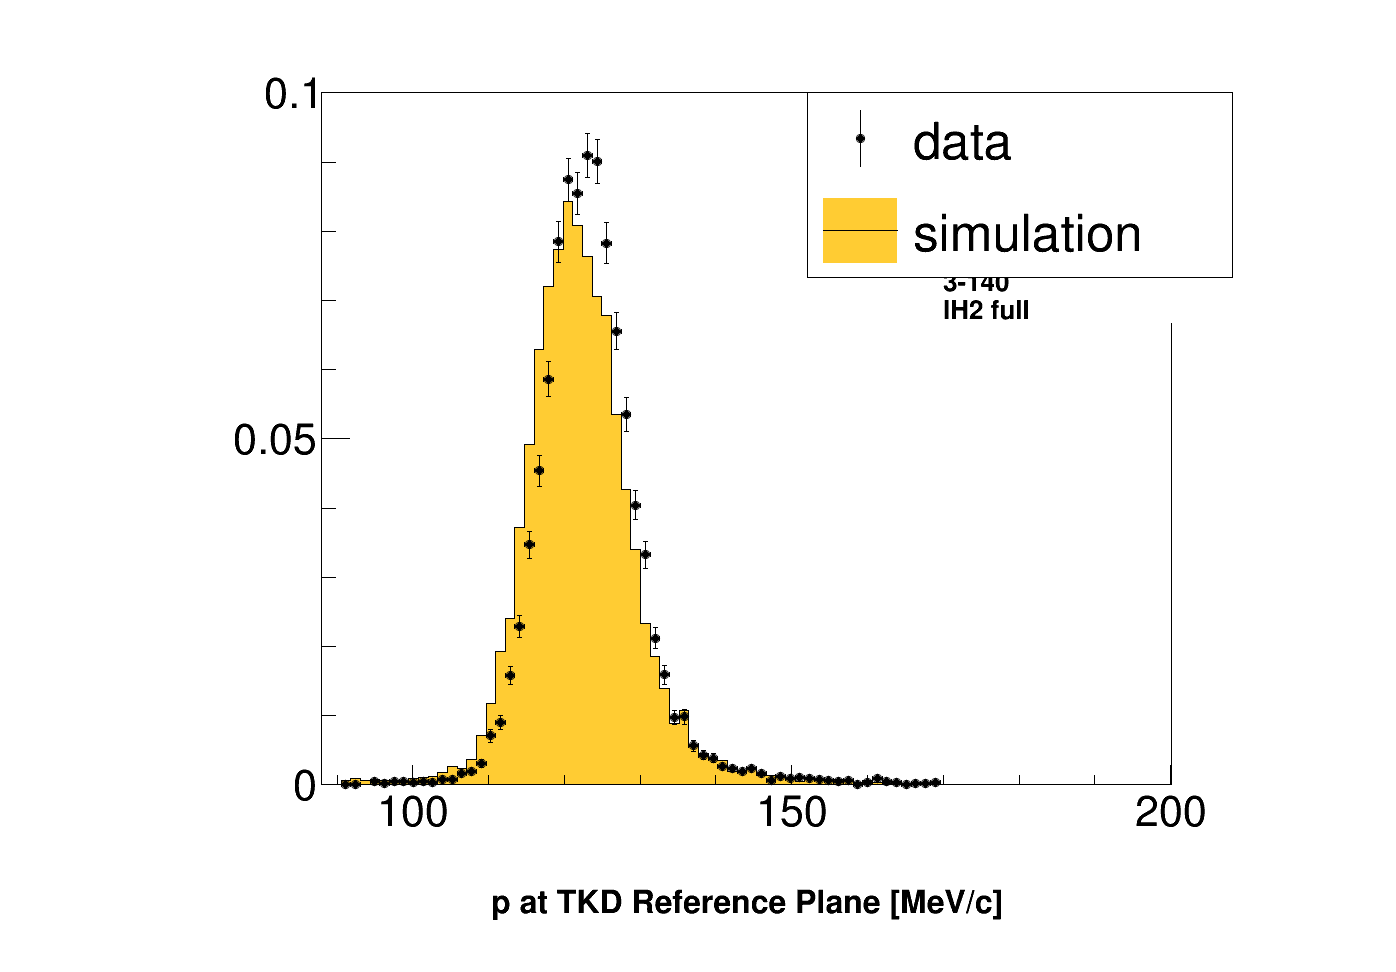 0.1
data
simulation
3-140
lH2 full
0.05
0
100
150
200
p at TKD Reference Plane [MeV/c]